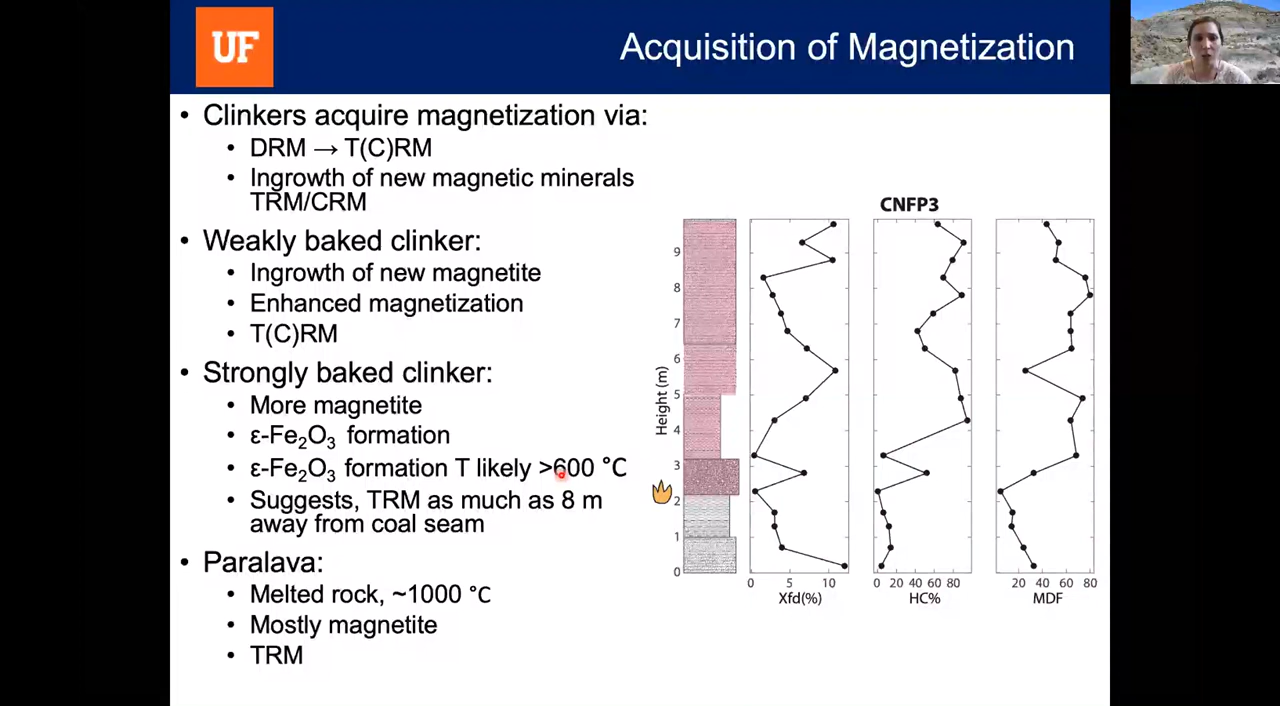 UF
Acquisition of Magnetization
• Clinkers acquire magnetization via:
• DRM → T(C)RM
• Ingrowth of new magnetic minerals
TRM/CRM
• Weakly baked clinker:
• Ingrowth of new magnetite
• Enhanced magnetization
• T(C)RM
• Strongly baked clinker:
• More magnetite
• ε-Fe₂O₃ formation
• ε-Fe₂O₃ formation T likely >600 °C
• Suggests, TRM as much as 8 m
away from coal seam
• Paralava:
• Melted rock, ~1000 °C
• Mostly magnetite
• TRM
CNFP3
Height (m)
9
8
7
6
5
4
3
2
1
0
0 5 10
Xfd(%)
0 20 40 60 80
HC%
20 40 60 80
MDF